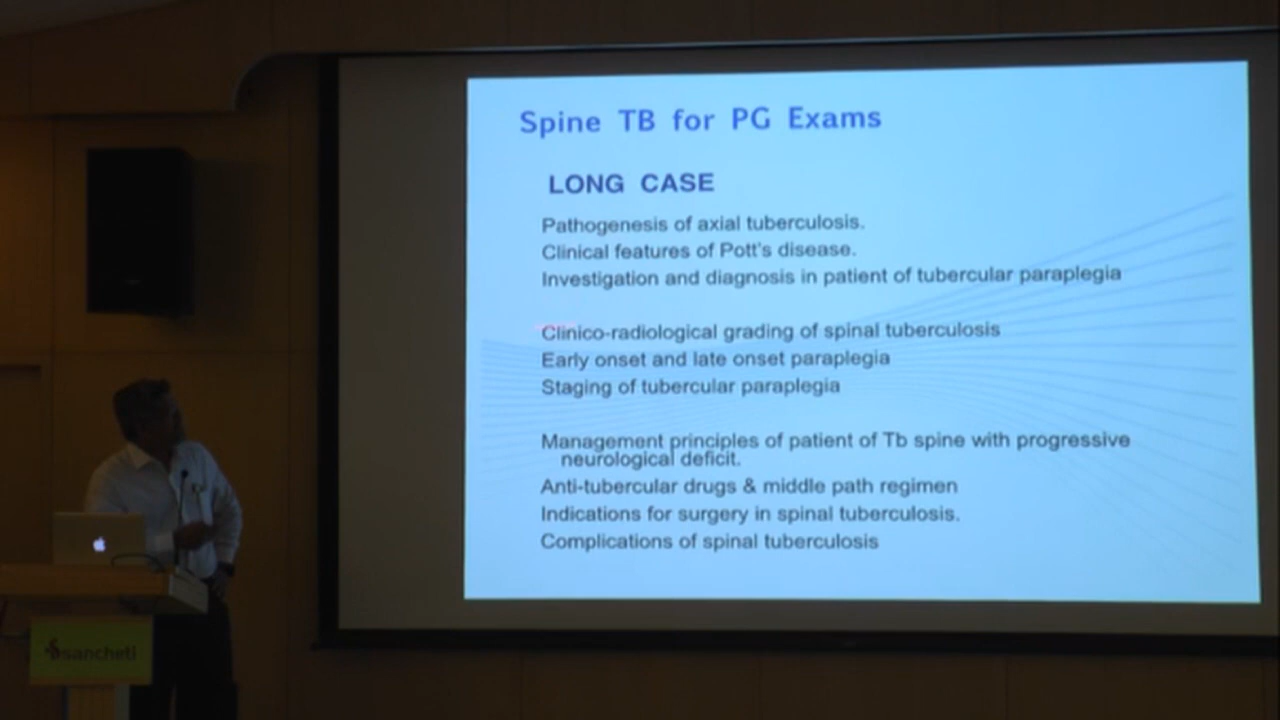 Spine TB for PG Exams
LONG CASE
Pathogenesis of axial tuberculosis.
Clinical features of Pott's disease.
Investigation and diagnosis in patient of tubercular paraplegia
Clinico-radiological grading of spinal tuberculosis
Early onset and late onset paraplegia
Staging of tubercular paraplegia
Management principles of patient of Tb spine with progressive
neurological deficit.
Anti-tubercular drugs & middle path regimen
Indications for surgery in spinal tuberculosis.
Complications of spinal tuberculosis
sancheti